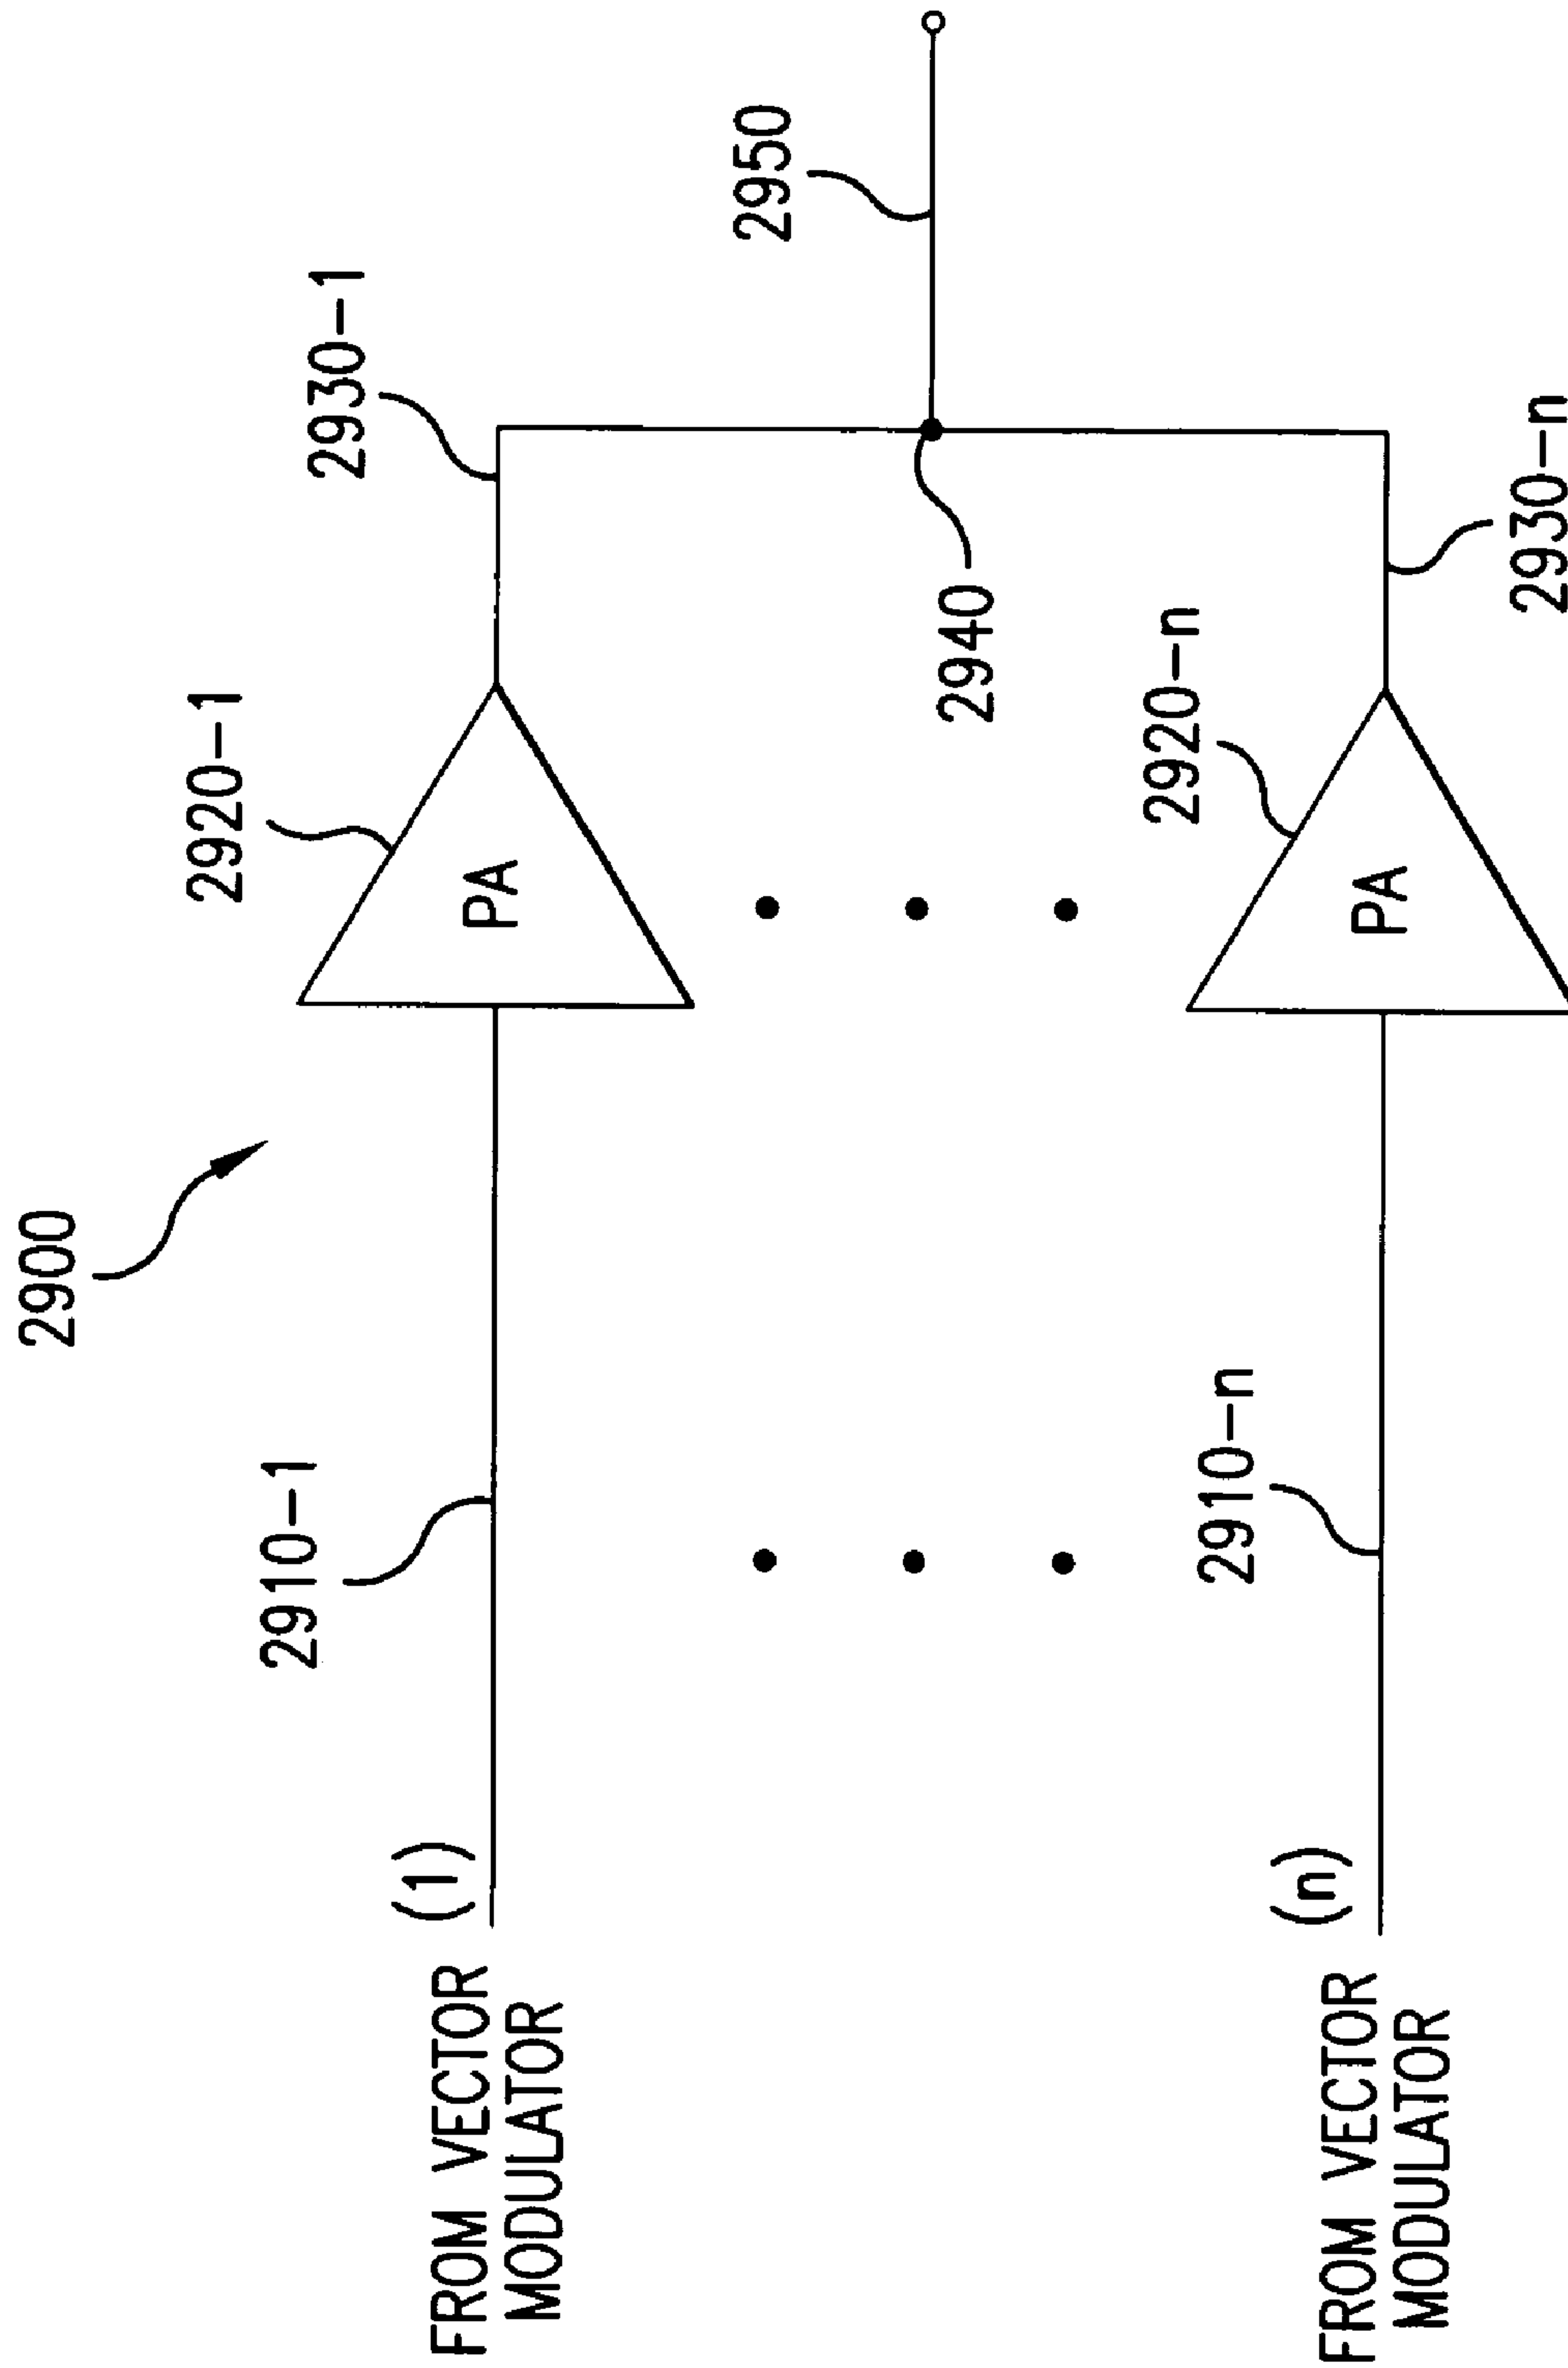 2900
2910-1
2920-1
2930-1
FROM VECTOR (1)
MODULATOR
PA
2950
2940
2910-n
2920-n
2930-n
FROM VECTOR (n)
MODULATOR
PA